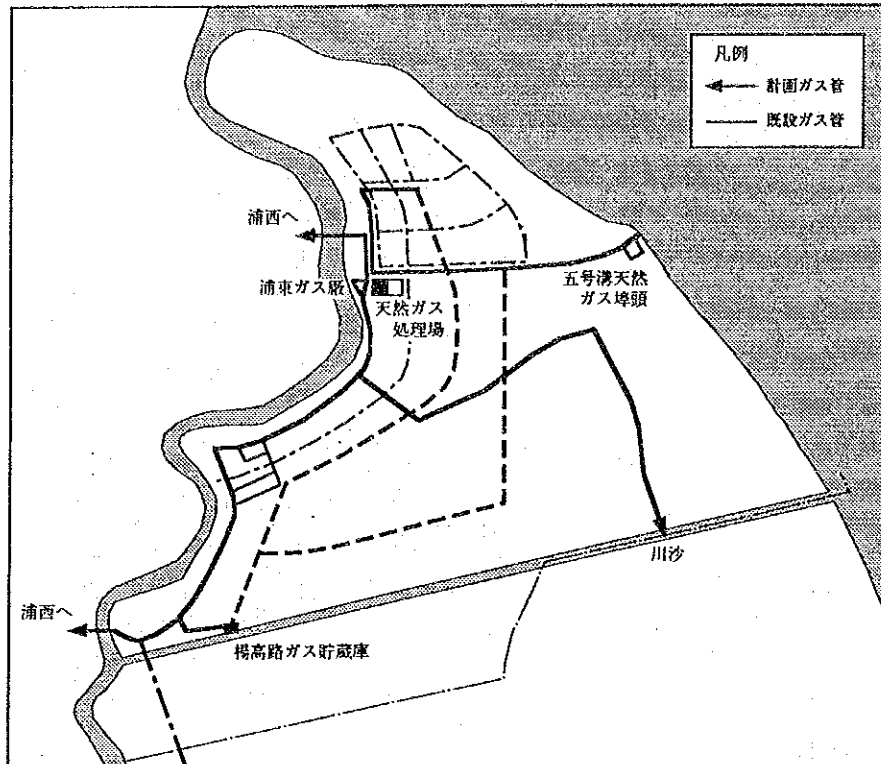 凡例
計画ガス管
既設ガス管
浦西へ
浦東ガス廠
天然ガス
処理場
五号溝天然
ガス埠頭
川沙
浦西へ
楊高路ガス貯蔵庫